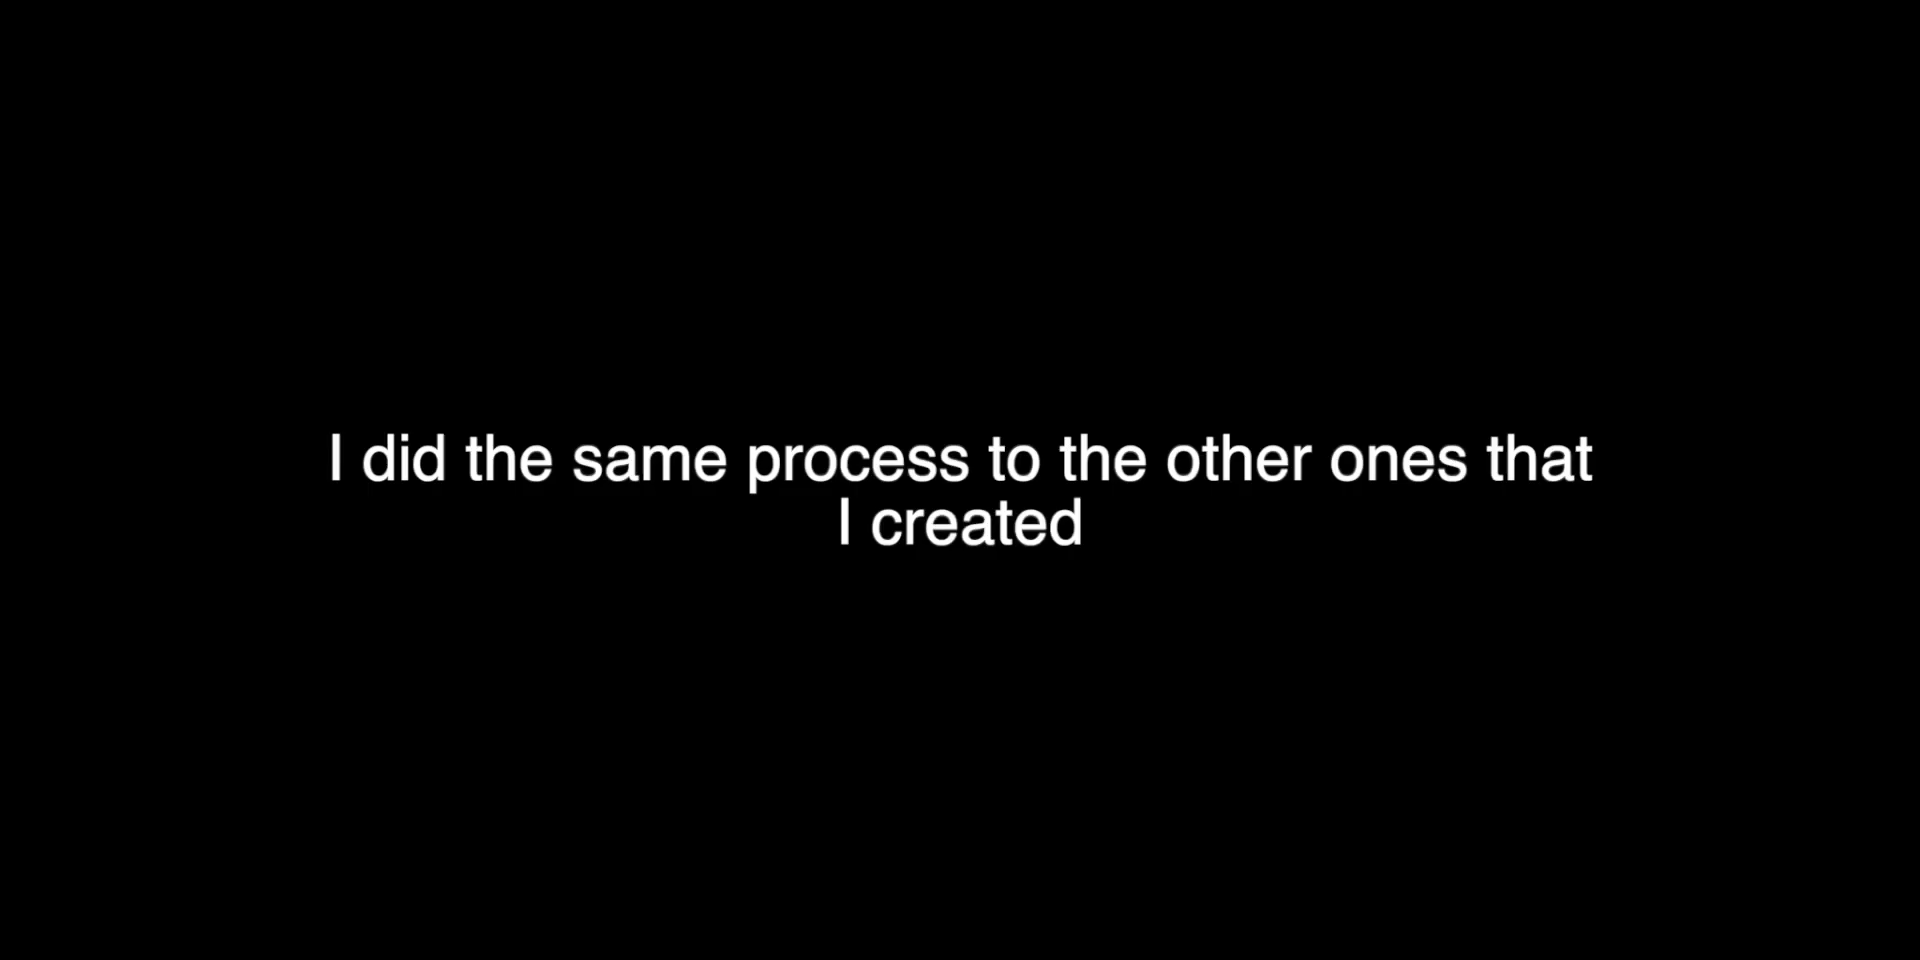 I did the same process to the other ones that
I created